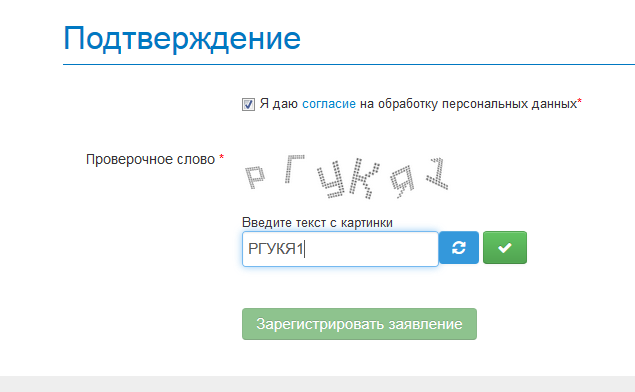 Подтверждение
Я даю согласие на обработку персональных данных*
Проверочное слово *
РГУКЯ1
Введите текст с картинки
РГУКЯ1
Зарегистрировать заявление